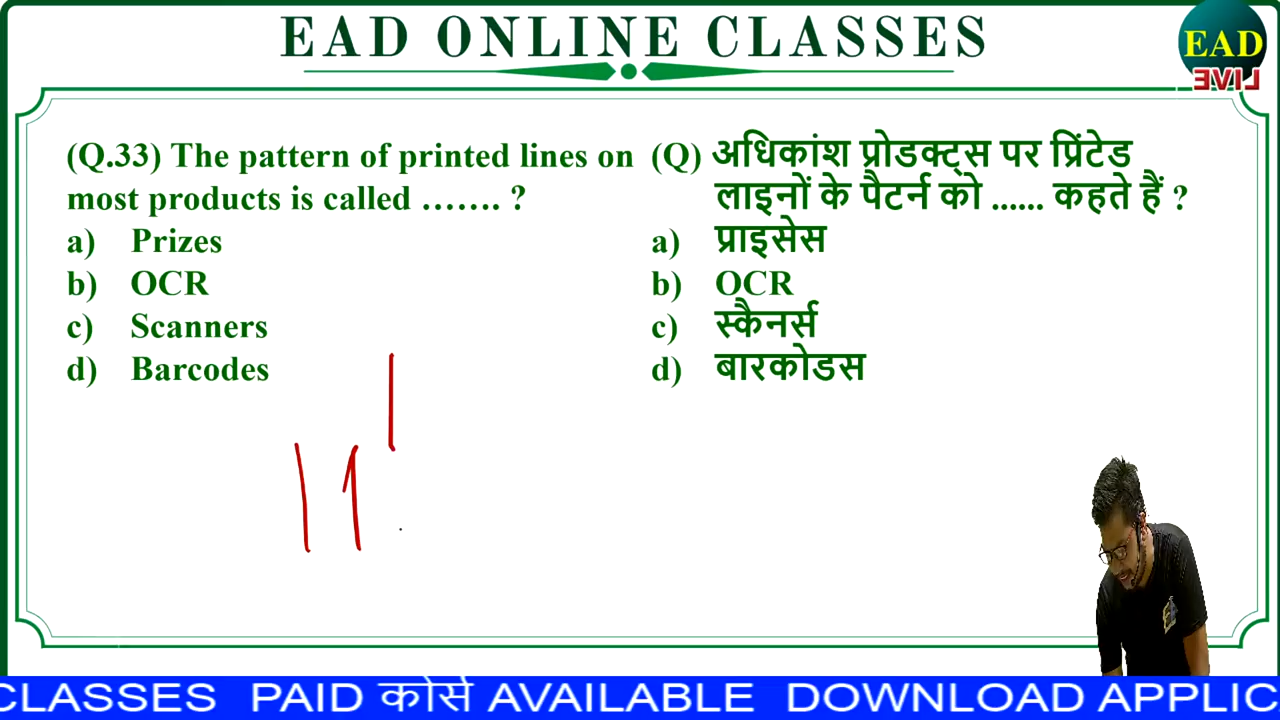 EAD ONLINE CLASSES
EAD
LIVE
(Q.33) The pattern of printed lines on
most products is called ……. ?
a) Prizes
b) OCR
c) Scanners
d) Barcodes
(Q) अधिकांश प्रोडक्ट्स पर प्रिंटेड
लाइनों के पैटर्न को ...... कहते हैं ?
a) प्राइसेस
b) OCR
c) स्कैनर्स
d) बारकोडस
CLASSES PAID कोर्स AVAILABLE DOWNLOAD APPLIC